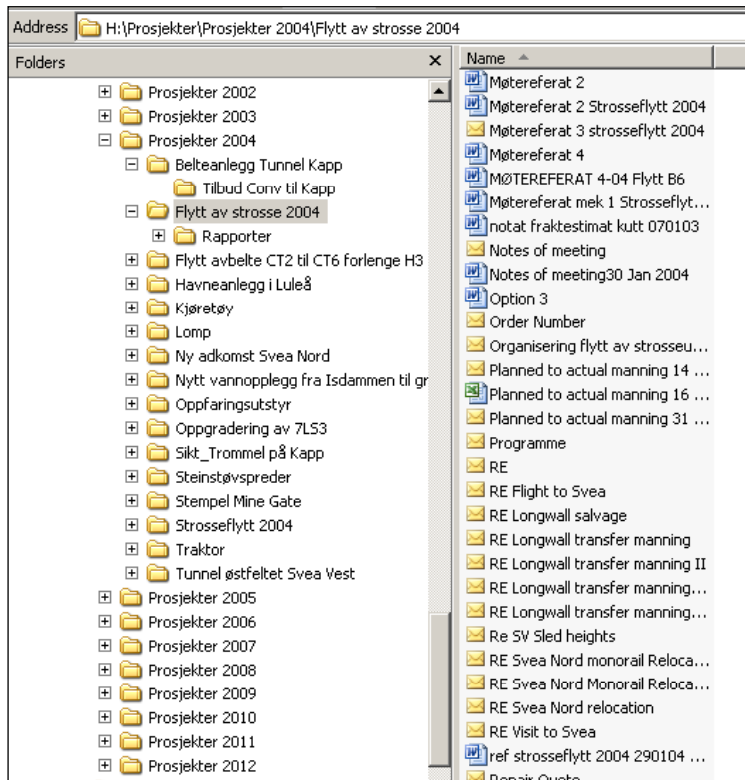 Address H:\Prosjekter\Prosjekter 2004\Flytt av strosse 2004
Folders
Prosjekter 2002
Prosjekter 2003
Prosjekter 2004
Belteanlegg Tunnel Kapp
Tilbud Conv til Kapp
Flytt av strosse 2004
Rapporter
Flytt avbelte CT2 til CT6 forlenge H3
Havneanlegg i Luleå
Kjøretøy
Lomp
Ny adkomst Svea Nord
Nytt vannopplegg fra Isdammen til gr
Oppfaringsutstyr
Oppgradering av 7LS3
Sikt_Trommel på Kapp
Steinstøvspreder
Stempel Mine Gate
Strosseflytt 2004
Traktor
Tunnel østfeltet Svea Vest
Prosjekter 2005
Prosjekter 2006
Prosjekter 2007
Prosjekter 2008
Prosjekter 2009
Prosjekter 2010
Prosjekter 2011
Prosjekter 2012
Name
Møtereferat 2
Møtereferat 2 Strosseflytt 2004
Møtereferat 3 strosseflytt 2004
Møtereferat 4
MØTEREFERAT 4-04 Flytt B6
Møtereferat mek 1 Strosseflyt...
notat fraktestimat kutt 070103
Notes of meeting
Notes of meeting30 Jan 2004
Option 3
Order Number
Organisering flytt av strosseu...
Planned to actual manning 14 ...
Planned to actual manning 16 ...
Planned to actual manning 31 ...
Programme
RE
RE Flight to Svea
RE Longwall salvage
RE Longwall transfer manning
RE Longwall transfer manning II
RE Longwall transfer manning...
RE Longwall transfer manning...
Re SV Sled heights
RE Svea Nord monorail Reloca...
RE Svea Nord Monorail Reloca...
RE Svea Nord relocation
RE Visit to Svea
ref strosseflytt 2004 290104 ...
Repair Quote